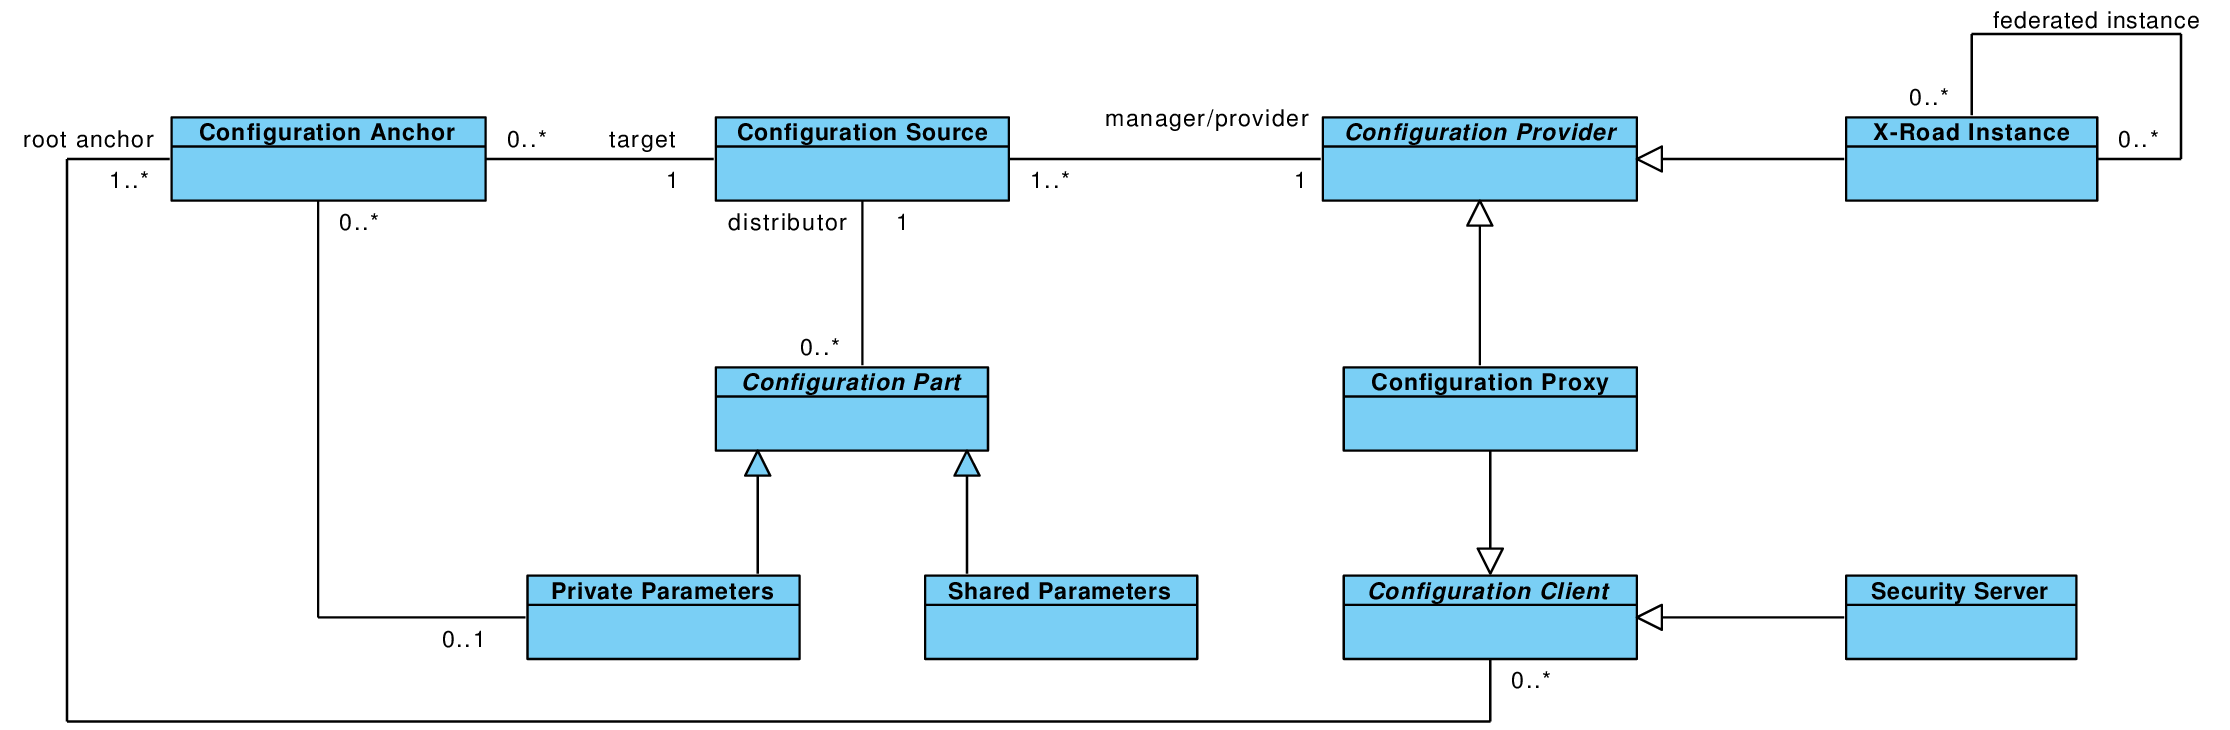 federated instance
0..*
root anchor
Configuration Anchor
0..*
target
Configuration Source
manager/provider
Configuration Provider
X-Road Instance
0..*
1..*
1
1..*
1
0..*
distributor
1
0..*
Configuration Part
Configuration Proxy
Private Parameters
Shared Parameters
Configuration Client
Security Server
0..1
0..*